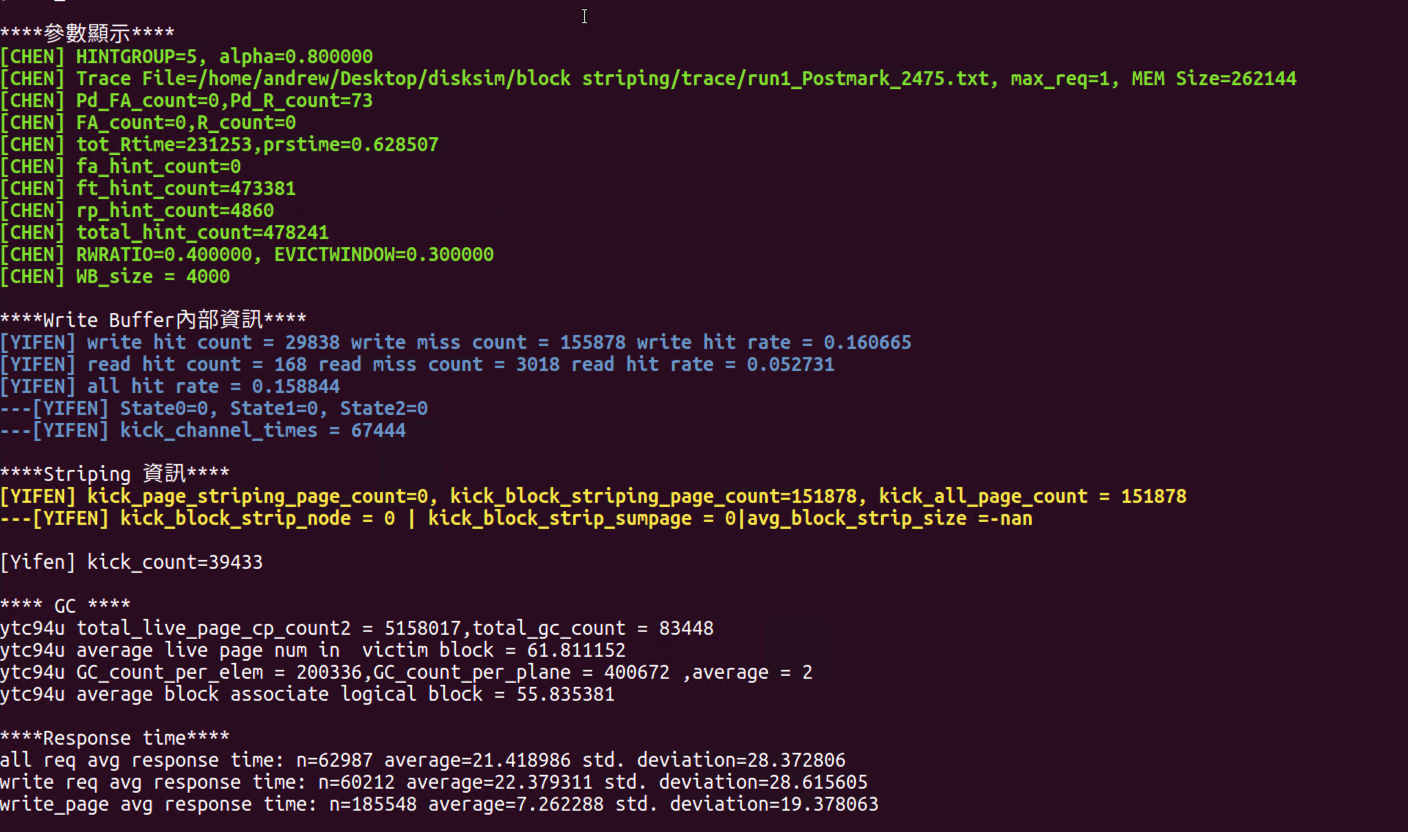 ****參數顯示****
[CHEN] HINTGROUP=5, alpha=0.800000
[CHEN] Trace File=/home/andrew/Desktop/disksim/block striping/trace/run1_Postmark_2475.txt, max_req=1, MEM Size=262144
[CHEN] Pd_FA_count=0,Pd_R_count=73
[CHEN] FA_count=0,R_count=0
[CHEN] tot_Rtime=231253,prstime=0.628507
[CHEN] fa_hint_count=0
[CHEN] ft_hint_count=473381
[CHEN] rp_hint_count=4860
[CHEN] total_hint_count=478241
[CHEN] RWRATIO=0.400000, EVICTWINDOW=0.300000
[CHEN] WB_size = 4000
****Write Buffer內部資訊****
[YIFEN] write hit count = 29838 write miss count = 155878 write hit rate = 0.160665
[YIFEN] read hit count = 168 read miss count = 3018 read hit rate = 0.052731
[YIFEN] all hit rate = 0.158844
---[YIFEN] State0=0, State1=0, State2=0
---[YIFEN] kick_channel_times = 67444
****Striping 資訊****
[YIFEN] kick_page_striping_page_count=0, kick_block_striping_page_count=151878, kick_all_page_count = 151878
---[YIFEN] kick_block_strip_node = 0 | kick_block_strip_sumpage = 0|avg_block_strip_size =-nan
[Yifen] kick_count=39433
**** GC ****
ytc94u total_live_page_cp_count2 = 5158017,total_gc_count = 83448
ytc94u average live page num in  victim block = 61.811152
ytc94u GC_count_per_elem = 200336,GC_count_per_plane = 400672 ,average = 2
ytc94u average block associate logical block = 55.835381
****Response time****
all req avg response time: n=62987 average=21.418986 std. deviation=28.372806
write req avg response time: n=60212 average=22.379311 std. deviation=28.615605
write_page avg response time: n=185548 average=7.262288 std. deviation=19.378063